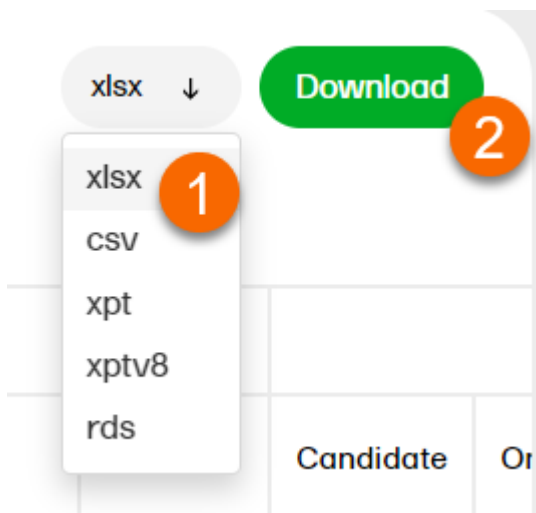 xlsx ↓ Download
2
xlsx
1
csv
xpt
xptv8
rds
Candidate